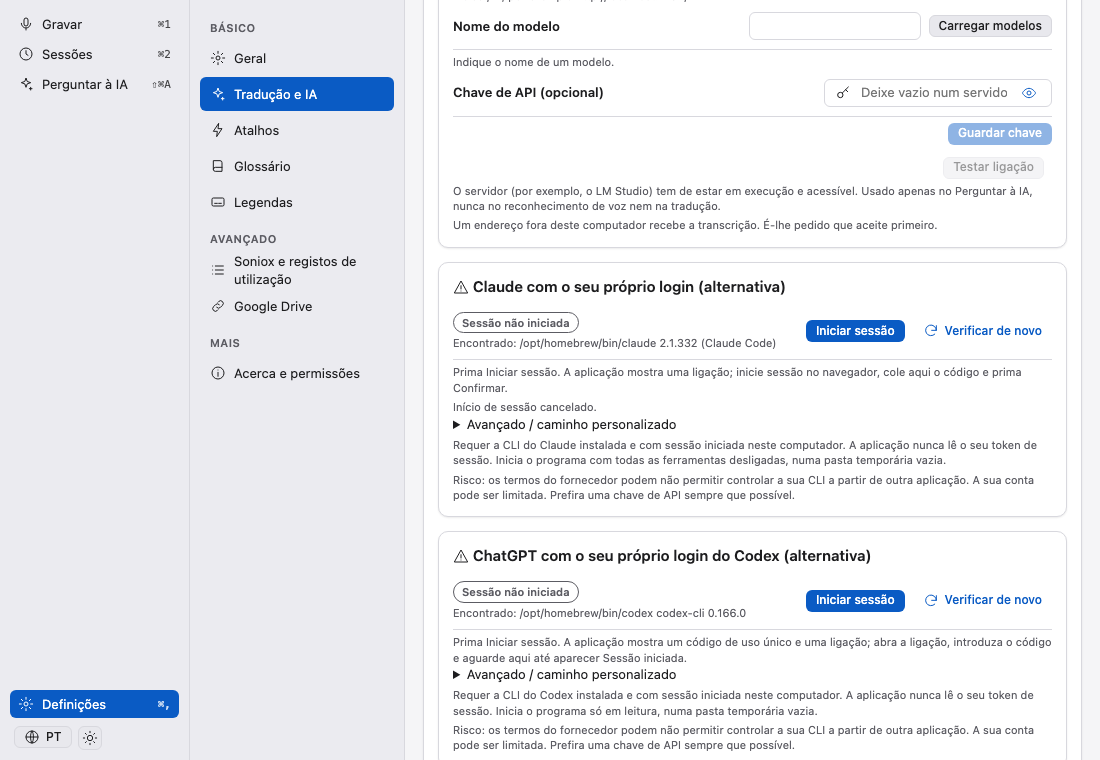 Gravar ⌘1
Sessões ⌘2
Perguntar à IA ⇧⌘A
Definições ⌘,
PT
BÁSICO
Geral
Tradução e IA
Atalhos
Glossário
Legendas
AVANÇADO
Soniox e registos de
utilização
Google Drive
MAIS
Acerca e permissões
Nome do modelo
Carregar modelos
Indique o nome de um modelo.
Chave de API (opcional)
Deixe vazio num servido
Guardar chave
Testar ligação
O servidor (por exemplo, o LM Studio) tem de estar em execução e acessível. Usado apenas no Perguntar à IA,
nunca no reconhecimento de voz nem na tradução.
Um endereço fora deste computador recebe a transcrição. É-lhe pedido que aceite primeiro.
Claude com o seu próprio login (alternativa)
Sessão não iniciada
Encontrado: /opt/homebrew/bin/claude 2.1.332 (Claude Code)
Iniciar sessão
Verificar de novo
Prima Iniciar sessão. A aplicação mostra uma ligação; inicie sessão no navegador, cole aqui o código e prima
Confirmar.
Início de sessão cancelado.
Avançado / caminho personalizado
Requer a CLI do Claude instalada e com sessão iniciada neste computador. A aplicação nunca lê o seu token de
sessão. Inicia o programa com todas as ferramentas desligadas, numa pasta temporária vazia.
Risco: os termos do fornecedor podem não permitir controlar a sua CLI a partir de outra aplicação. A sua conta
pode ser limitada. Prefira uma chave de API sempre que possível.
ChatGPT com o seu próprio login do Codex (alternativa)
Sessão não iniciada
Encontrado: /opt/homebrew/bin/codex codex-cli 0.166.0
Iniciar sessão
Verificar de novo
Prima Iniciar sessão. A aplicação mostra um código de uso único e uma ligação; abra a ligação, introduza o código
e aguarde aqui até aparecer Sessão iniciada.
Avançado / caminho personalizado
Requer a CLI do Codex instalada e com sessão iniciada neste computador. A aplicação nunca lê o seu token de
sessão. Inicia o programa só em leitura, numa pasta temporária vazia.
Risco: os termos do fornecedor podem não permitir controlar a sua CLI a partir de outra aplicação. A sua conta
pode ser limitada. Prefira uma chave de API sempre que possível.